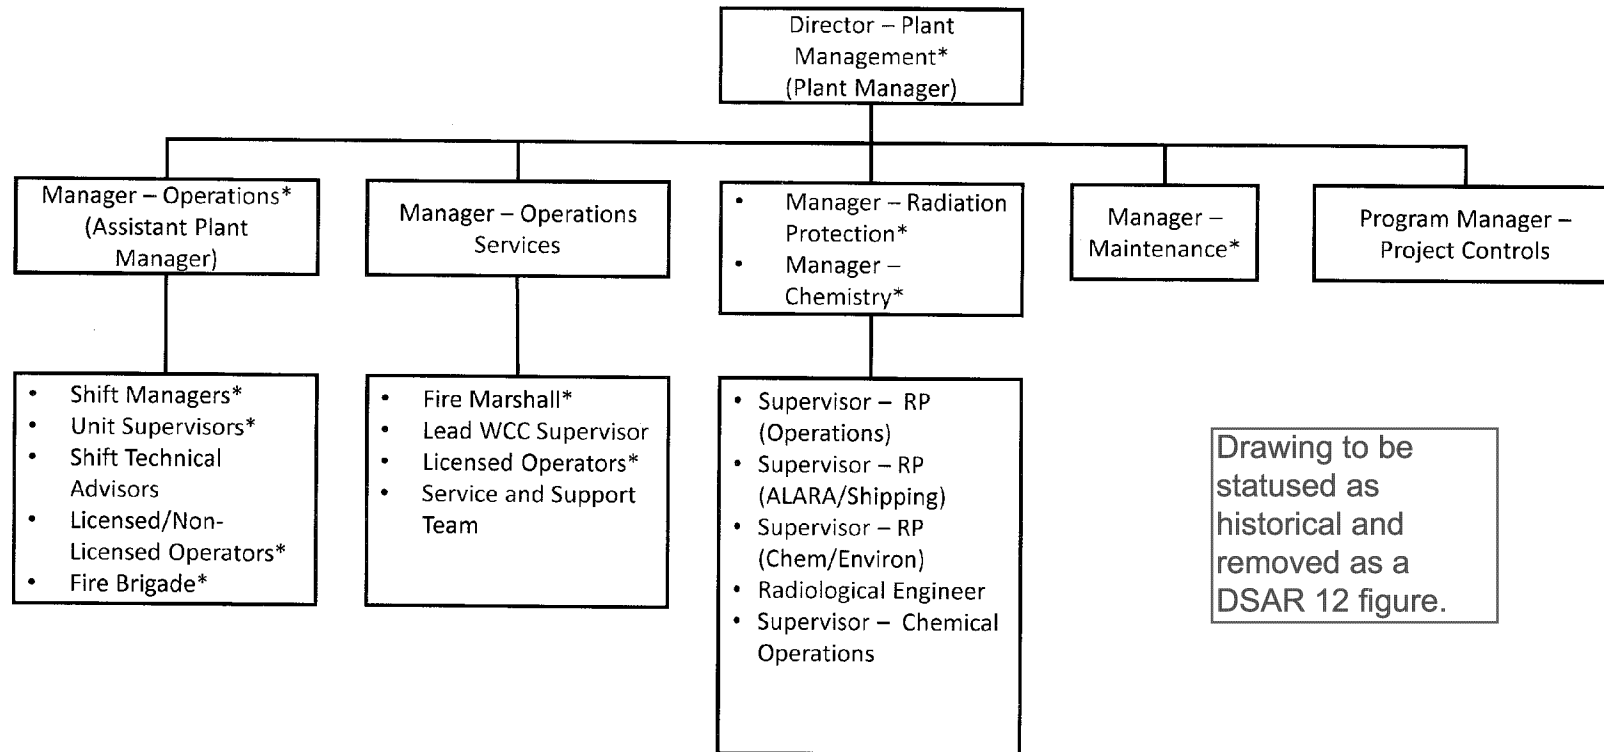 Director – Plant
Management*
(Plant Manager)
Manager – Operations*
(Assistant Plant
Manager)
Manager – Operations
Services
• Manager – Radiation
Protection*
• Manager –
Chemistry*
Manager –
Maintenance*
Program Manager –
Project Controls
• Shift Managers*
• Unit Supervisors*
• Shift Technical
Advisors
• Licensed/Non-
Licensed Operators*
• Fire Brigade*
• Fire Marshall*
• Lead WCC Supervisor
• Licensed Operators*
• Service and Support
Team
• Supervisor – RP
(Operations)
• Supervisor – RP
(ALARA/Shipping)
• Supervisor – RP
(Chem/Environ)
• Radiological Engineer
• Supervisor – Chemical
Operations
Drawing to be
statused as
historical and
removed as a
DSAR 12 figure.